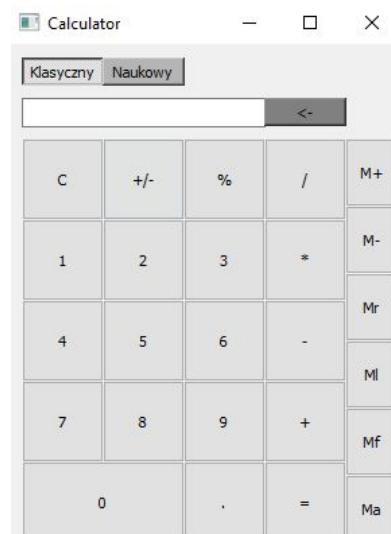 Calculator
Klasyczny Naukowy
<-
C +/- % / M+
1 2 3 * M-
4 5 6 - Mr
Ml
7 8 9 + Mf
0 . = Ma